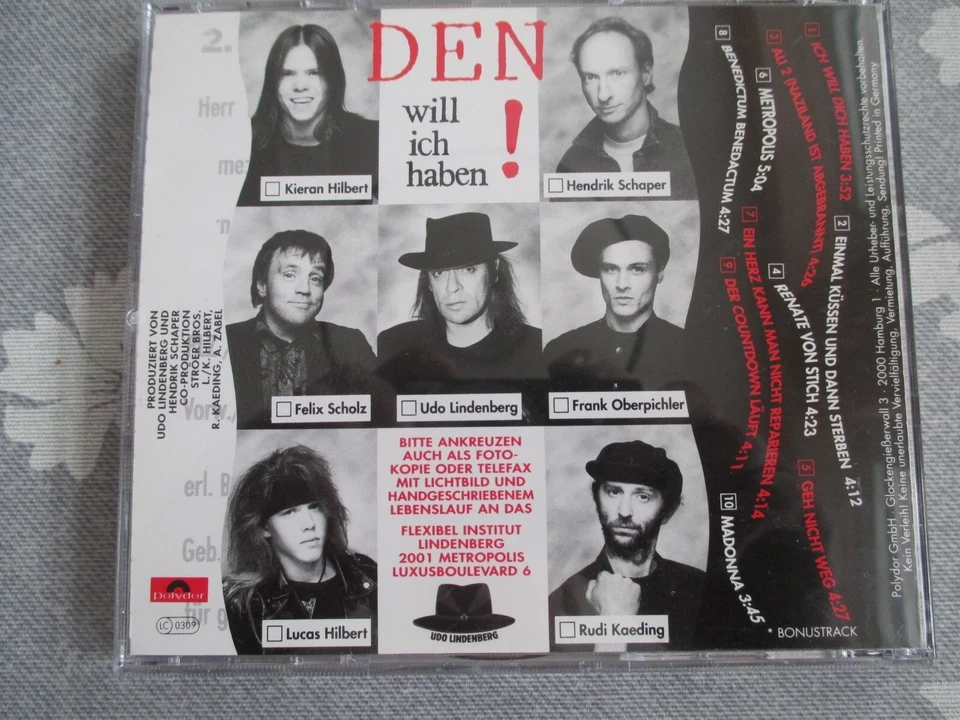 2.
Herr
DEN
will
ich
haben
!
Kieran Hilbert
Hendrik Schaper
Felix Scholz
Udo Lindenberg
Frank Oberpichler
PRODUZIERT VON
UDO LINDENBERG UND
HENDRIK SCHAPER
CO-PRODUKTION
STRÖER BROS.
L./K. HILBERT,
R. KAEDING, A. ZABEL
erl. B
Geb.
für g
polydor
LC 0309
Lucas Hilbert
BITTE ANKREUZEN
AUCH ALS FOTO-
KOPIE ODER TELEFAX
MIT LICHTBILD UND
HANDGESCHRIEBENEM
LEBENSLAUF AN DAS
FLEXIBEL INSTITUT
LINDENBERG
2001 METROPOLIS
LUXUSBOULEVARD 6
UDO LINDENBERG
Rudi Kaeding
1 ICH WILL DICH HABEN 3:52
2 EINMAL KÜSSEN UND DANN STERBEN 4:12
3 AU 2 (NAZILAND IST ABGEBRANNT) 4:26
4 RENATE VON STICH 4:23
5 GEH NICHT WEG 4:27
6 METROPOLIS 5:04
7 EIN HERZ KANN MAN NICHT REPARIEREN 4:14
8 BENEDICTUM BENEDACTUM 4:27
9 DER COUNTDOWN LÄUFT 4:11
10 MADONNA 3:45
* BONUSTRACK
Polydor GmbH · Glockengießerwall 3 · 2000 Hamburg 1 · Alle Urheber- und Leistungsschutzrechte vorbehalten.
Kein Verleih! Keine unerlaubte Vervielfältigung, Vermietung, Aufführung, Sendung! Printed in Germany